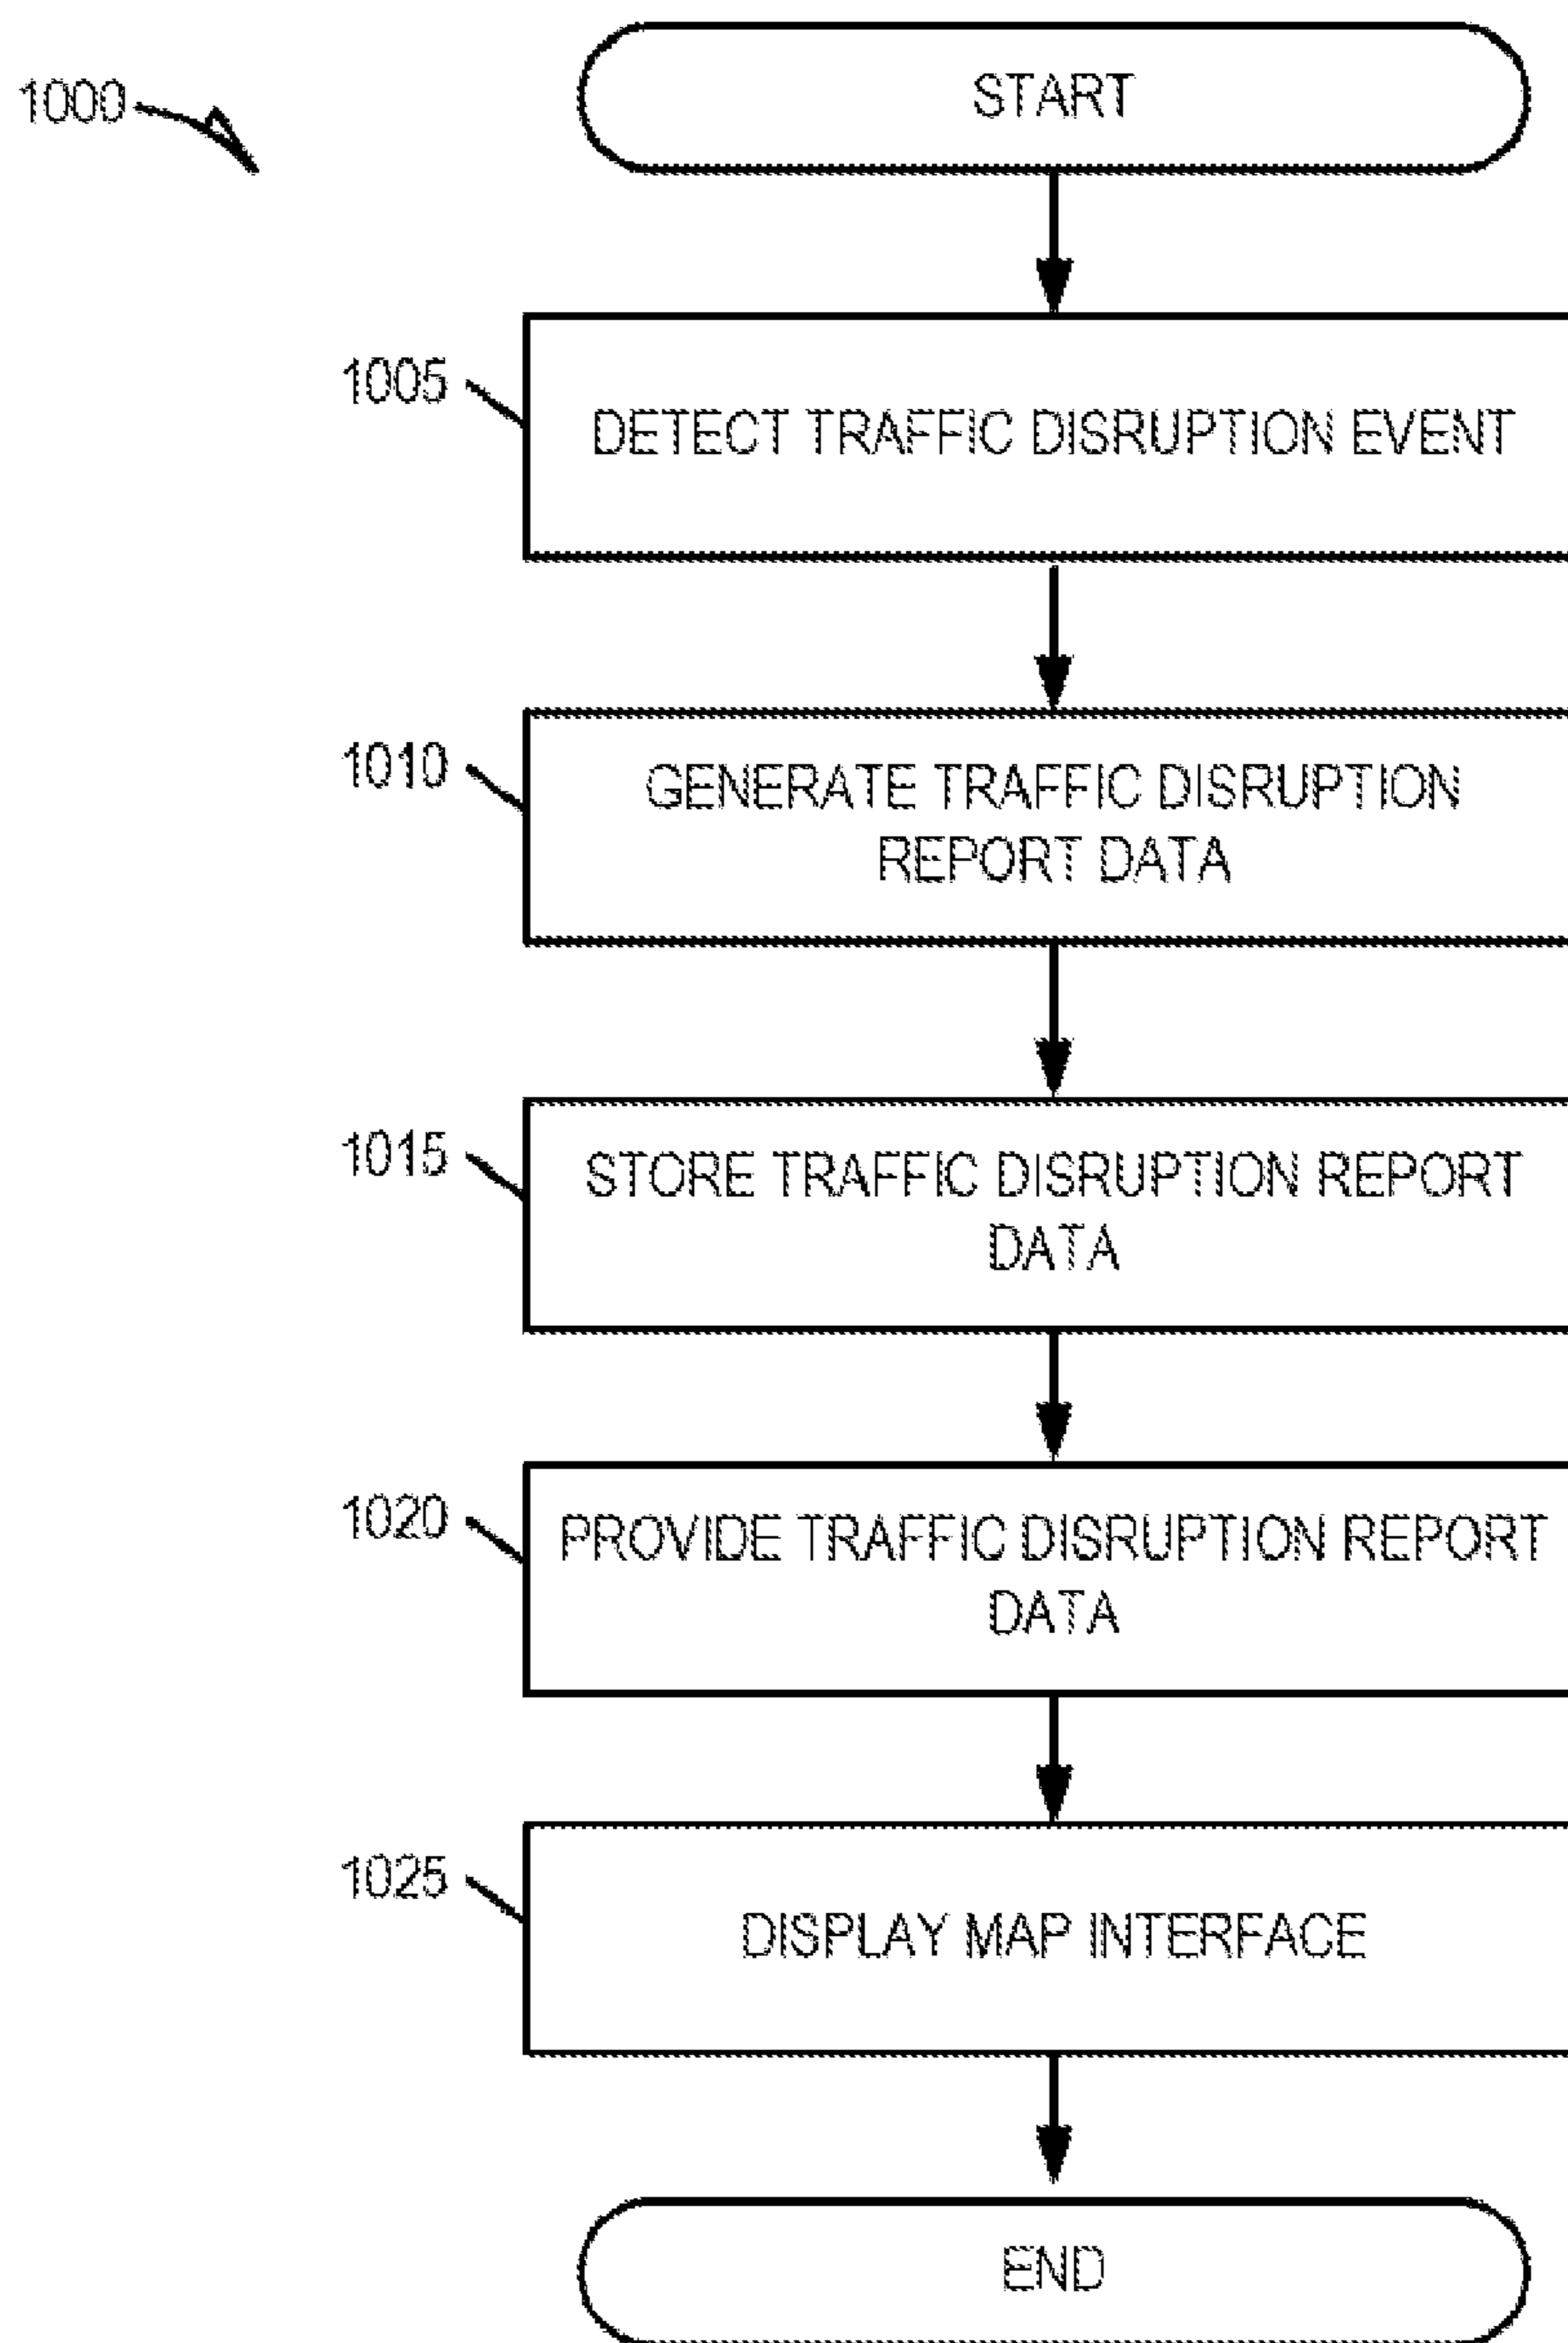 1000
START
1005
DETECT TRAFFIC DISRUPTION EVENT
1010
GENERATE TRAFFIC DISRUPTION
REPORT DATA
1015
STORE TRAFFIC DISRUPTION REPORT
DATA
1020
PROVIDE TRAFFIC DISRUPTION REPORT
DATA
1025
DISPLAY MAP INTERFACE
END